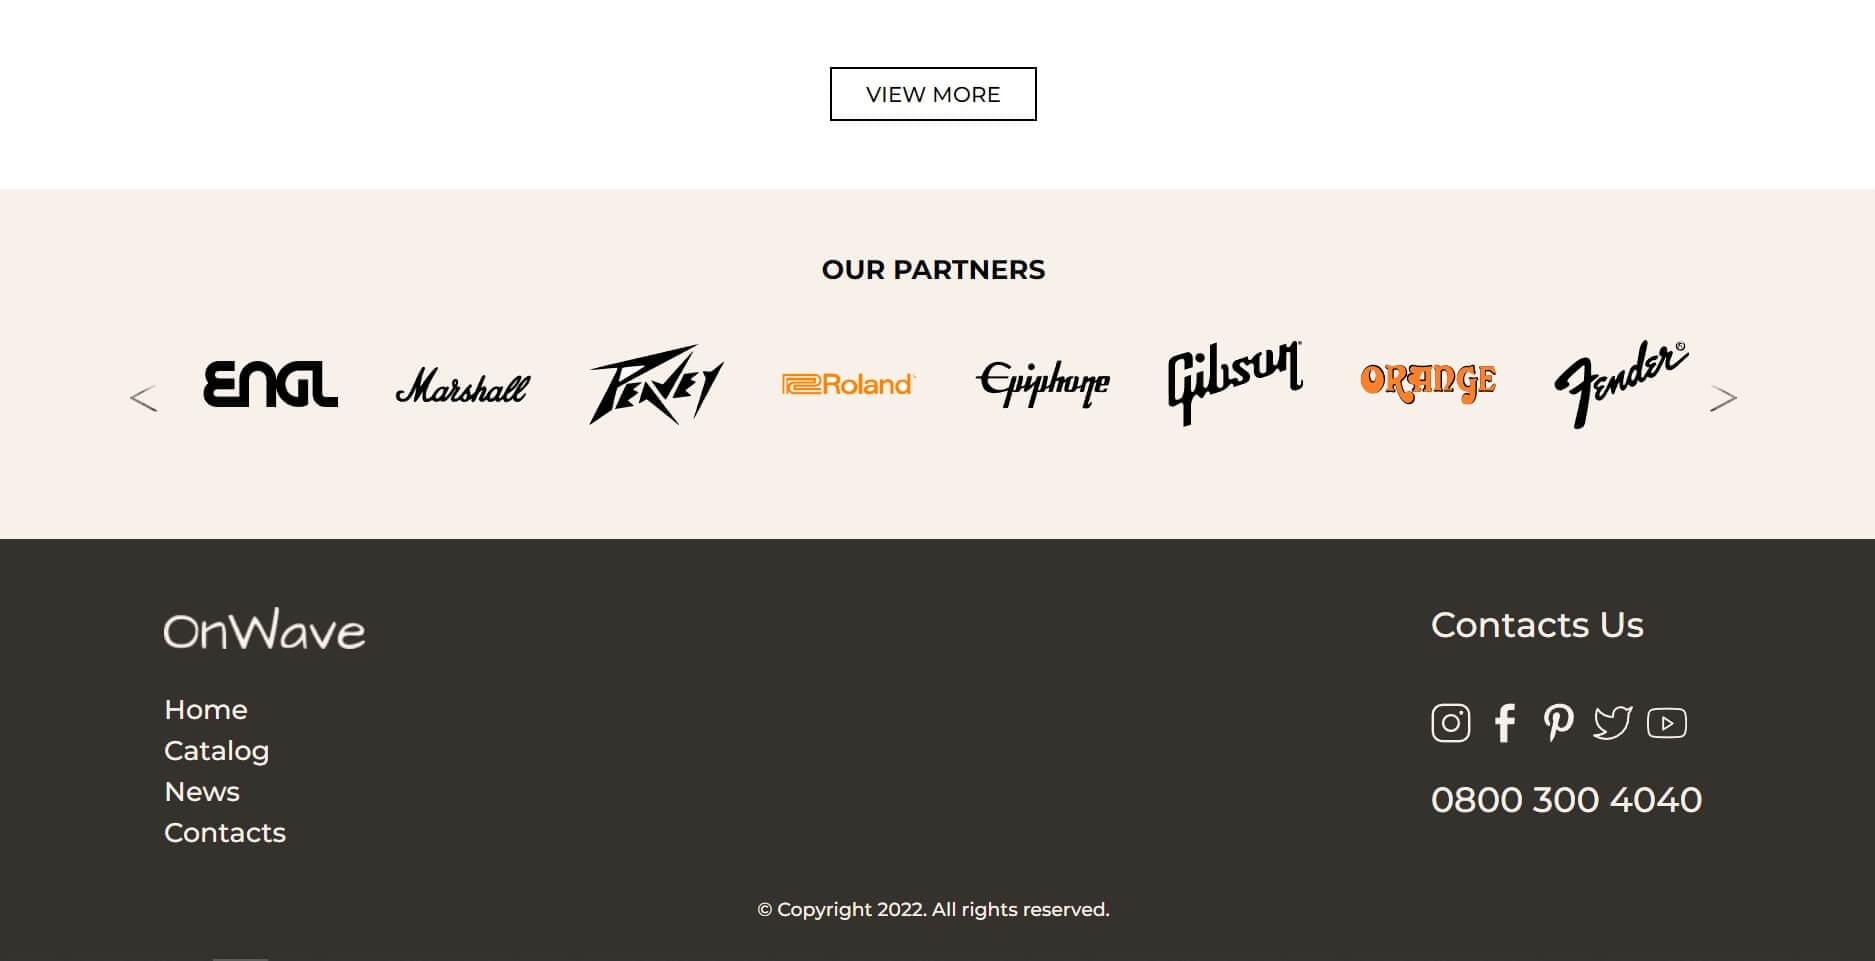 VIEW MORE
OUR PARTNERS
ENGL Marshall PEAVEY Roland Epiphone Gibson ORANGE Fender®
OnWave
Home
Catalog
News
Contacts
Contacts Us
0800 300 4040
© Copyright 2022. All rights reserved.